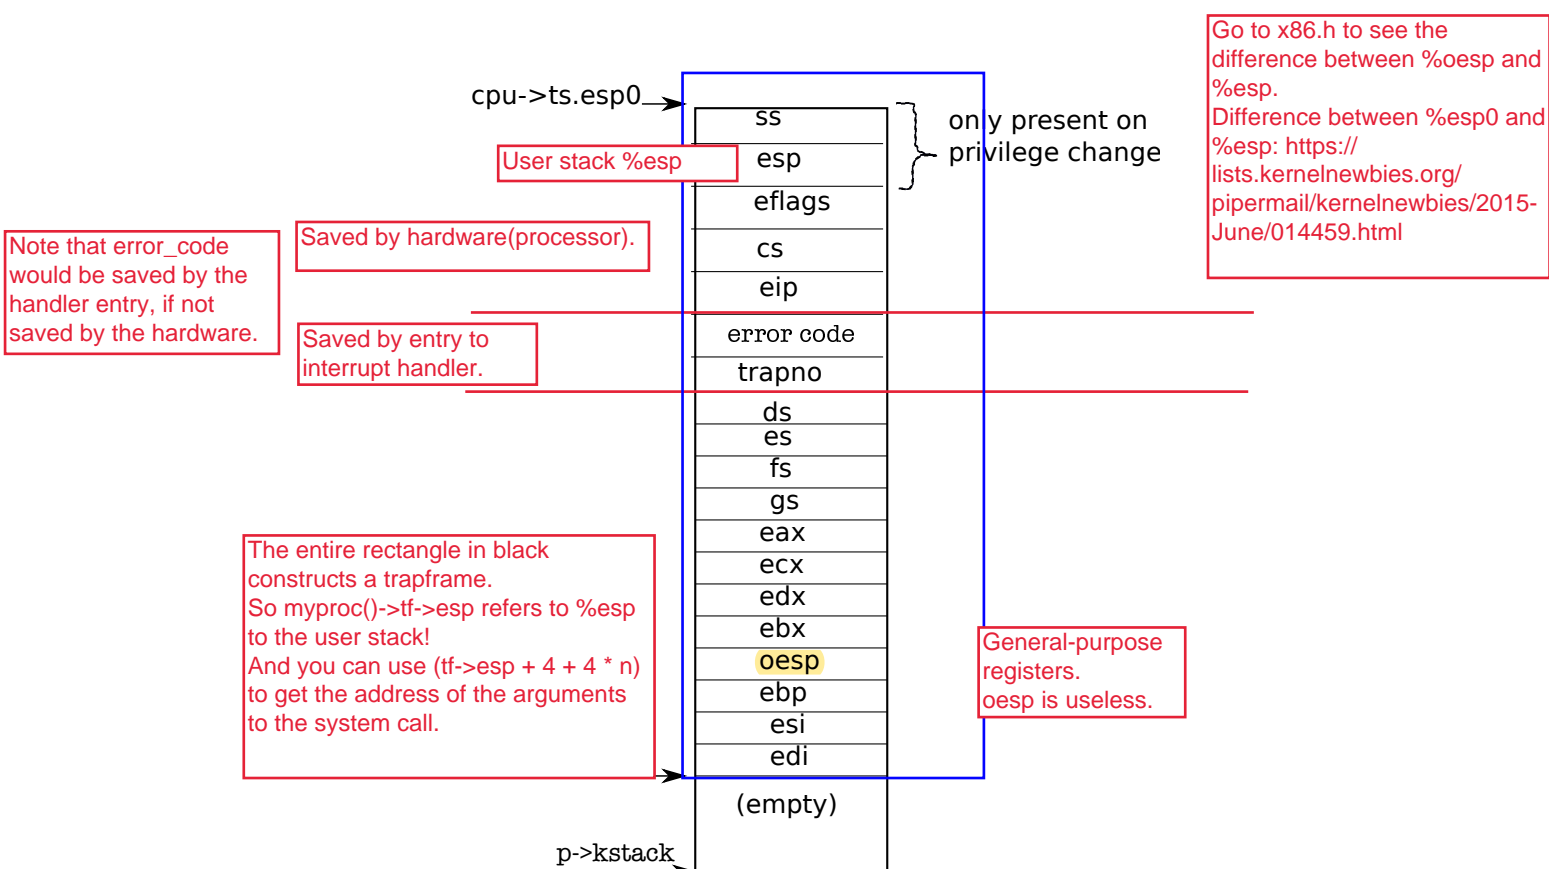 Go to x86.h to see the
difference between %oesp and
%esp.
Difference between %esp0 and
%esp: https://
lists.kernelnewbies.org/
pipermail/kernelnewbies/2015-
June/014459.html
cpu->ts.esp0
ss
only present on
privilege change
User stack %esp
esp
eflags
Saved by hardware(processor).
cs
eip
Note that error_code
would be saved by the
handler entry, if not
saved by the hardware.
Saved by entry to
interrupt handler.
error code
trapno
ds
es
fs
gs
eax
ecx
edx
ebx
oesp
ebp
esi
edi
The entire rectangle in black
constructs a trapframe.
So myproc()->tf->esp refers to %esp
to the user stack!
And you can use (tf->esp + 4 + 4 * n)
to get the address of the arguments
to the system call.
General-purpose
registers.
oesp is useless.
(empty)
p->kstack